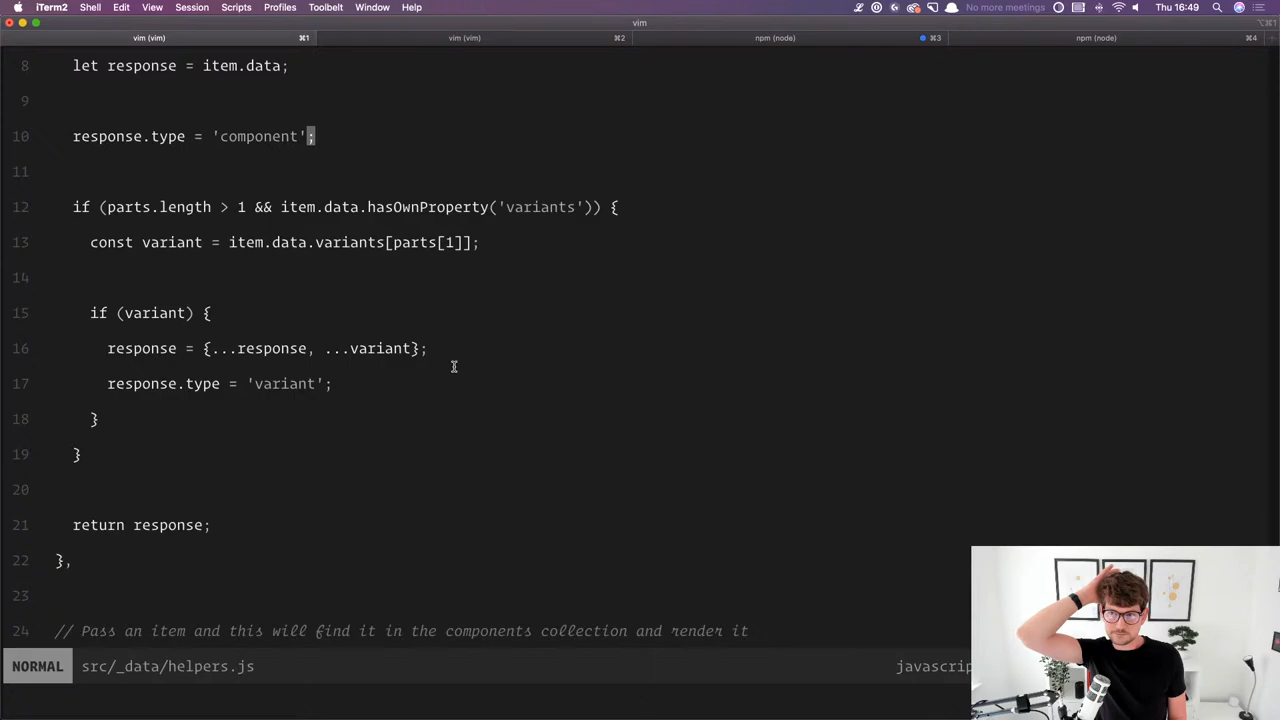 iTerm2 Shell Edit View Session Scripts Profiles Toolbelt Window Help No more meetings Thu 16:49
vim
⌥⌘1
vim (vim) ⌘1 vim (vim) ⌘2 npm (node) ⌘3 npm (node) ⌘4
8 let response = item.data;
9
10 response.type = 'component';
11
12 if (parts.length > 1 && item.data.hasOwnProperty('variants')) {
13 const variant = item.data.variants[parts[1]];
14
15 if (variant) {
16 response = {...response, ...variant};
17 response.type = 'variant';
18 }
19 }
20
21 return response;
22 },
23
24 // Pass an item and this will find it in the components collection and render it
NORMAL src/_data/helpers.js javascrip